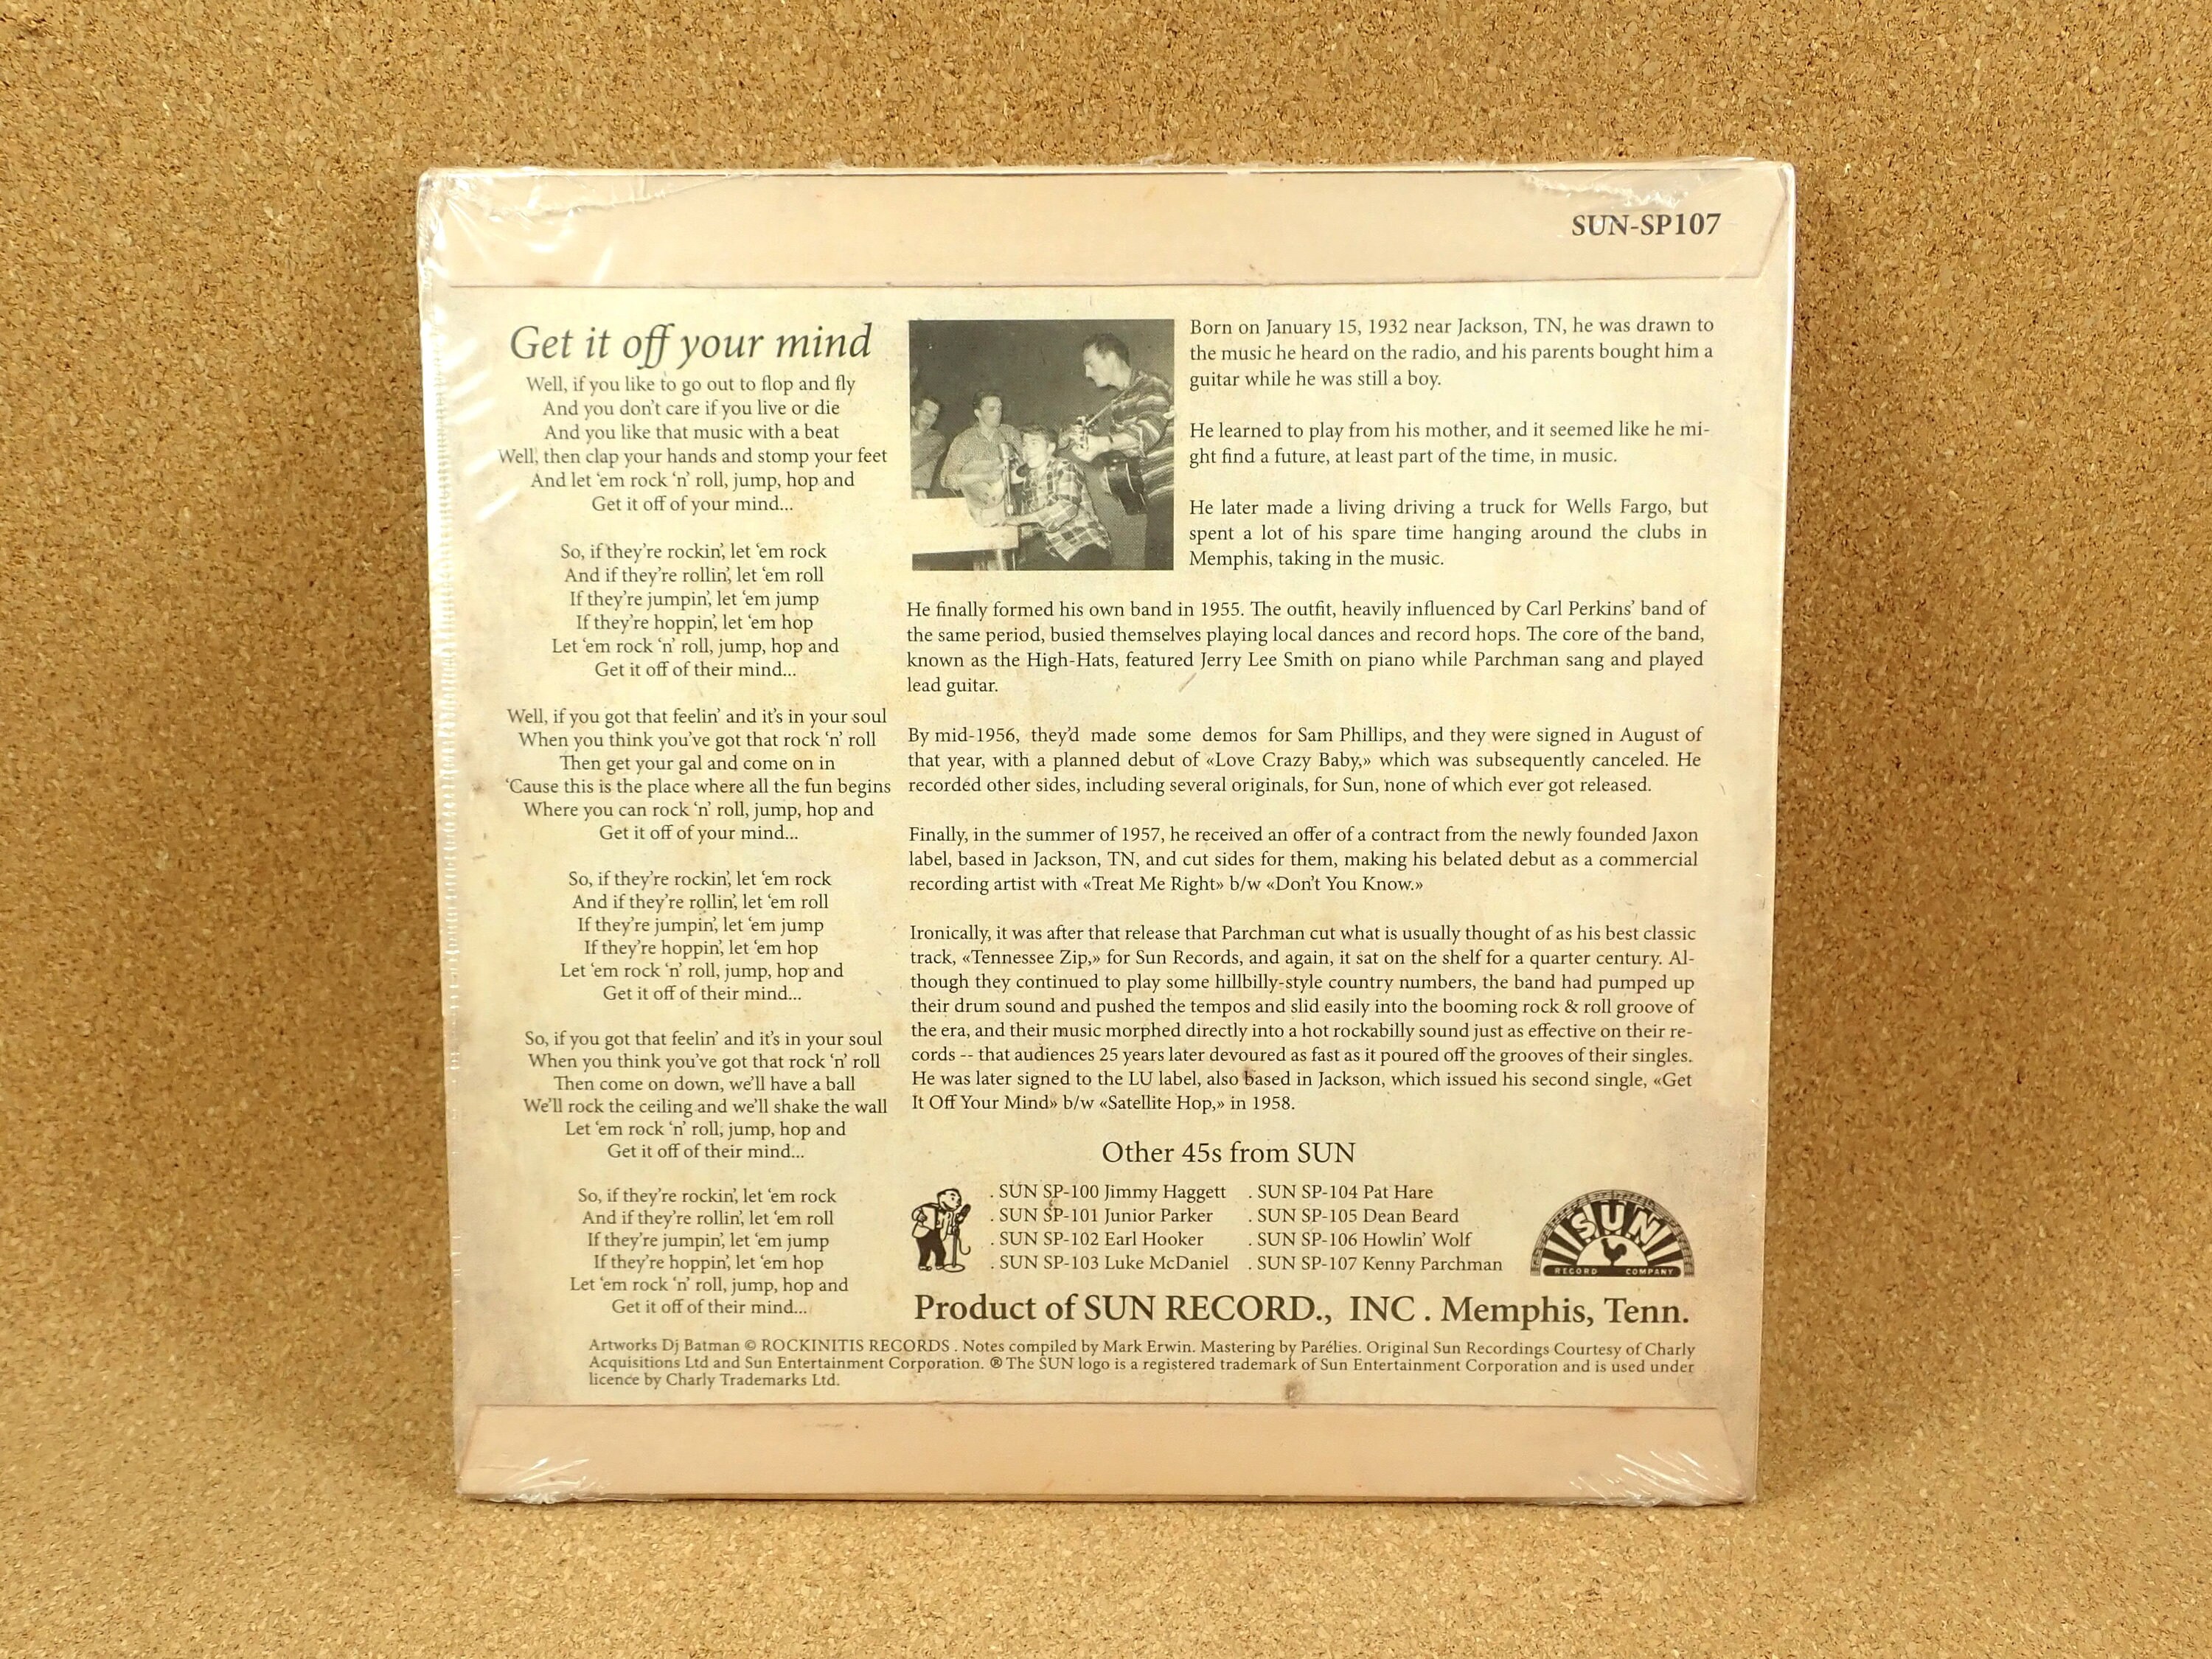 SUN-SP107
Get it off your mind
Well, if you like to go out to flop and fly
And you don't care if you live or die
And you like that music with a beat
Well, then clap your hands and stomp your feet
And let 'em rock 'n' roll, jump, hop and
Get it off of your mind...
So, if they're rockin', let 'em rock
And if they're rollin', let 'em roll
If they're jumpin', let 'em jump
If they're hoppin', let 'em hop
Let 'em rock 'n' roll, jump, hop and
Get it off of their mind...
Well, if you got that feelin' and it's in your soul
When you think you've got that rock 'n' roll
Then get your gal and come on in
'Cause this is the place where all the fun begins
Where you can rock 'n' roll, jump, hop and
Get it off of your mind...
So, if they're rockin', let 'em rock
And if they're rollin', let 'em roll
If they're jumpin', let 'em jump
If they're hoppin', let 'em hop
Let 'em rock 'n' roll, jump, hop and
Get it off of their mind...
So, if you got that feelin' and it's in your soul
When you think you've got that rock 'n' roll
Then come on down, we'll have a ball
We'll rock the ceiling and we'll shake the wall
Let 'em rock 'n' roll, jump, hop and
Get it off of their mind...
So, if they're rockin', let 'em rock
And if they're rollin', let 'em roll
If they're jumpin', let 'em jump
If they're hoppin', let 'em hop
Let 'em rock 'n' roll, jump, hop and
Get it off of their mind...
Born on January 15, 1932 near Jackson, TN, he was drawn to
the music he heard on the radio, and his parents bought him a
guitar while he was still a boy.
He learned to play from his mother, and it seemed like he mi-
ght find a future, at least part of the time, in music.
He later made a living driving a truck for Wells Fargo, but
spent a lot of his spare time hanging around the clubs in
Memphis, taking in the music.
He finally formed his own band in 1955. The outfit, heavily influenced by Carl Perkins' band of
the same period, busied themselves playing local dances and record hops. The core of the band,
known as the High-Hats, featured Jerry Lee Smith on piano while Parchman sang and played
lead guitar.
By mid-1956, they'd made some demos for Sam Phillips, and they were signed in August of
that year, with a planned debut of «Love Crazy Baby,» which was subsequently canceled. He
recorded other sides, including several originals, for Sun, none of which ever got released.
Finally, in the summer of 1957, he received an offer of a contract from the newly founded Jaxon
label, based in Jackson, TN, and cut sides for them, making his belated debut as a commercial
recording artist with «Treat Me Right» b/w «Don't You Know.»
Ironically, it was after that release that Parchman cut what is usually thought of as his best classic
track, «Tennessee Zip,» for Sun Records, and again, it sat on the shelf for a quarter century. Al-
though they continued to play some hillbilly-style country numbers, the band had pumped up
their drum sound and pushed the tempos and slid easily into the booming rock & roll groove of
the era, and their music morphed directly into a hot rockabilly sound just as effective on their re-
cords -- that audiences 25 years later devoured as fast as it poured off the grooves of their singles.
He was later signed to the LU label, also based in Jackson, which issued his second single, «Get
It Off Your Mind» b/w «Satellite Hop,» in 1958.
Other 45s from SUN
. SUN SP-100 Jimmy Haggett
. SUN SP-101 Junior Parker
. SUN SP-102 Earl Hooker
. SUN SP-103 Luke McDaniel
. SUN SP-104 Pat Hare
. SUN SP-105 Dean Beard
. SUN SP-106 Howlin' Wolf
. SUN SP-107 Kenny Parchman
SUN
RECORD COMPANY
Product of SUN RECORD., INC . Memphis, Tenn.
Artworks Dj Batman © ROCKINITIS RECORDS . Notes compiled by Mark Erwin. Mastering by Parélies. Original Sun Recordings Courtesy of Charly
Acquisitions Ltd and Sun Entertainment Corporation. ® The SUN logo is a registered trademark of Sun Entertainment Corporation and is used under
licence by Charly Trademarks Ltd.